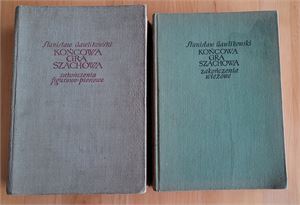 Stanisław Gawlikowski
KOŃCOWA
GRA
SZACHOWA
zakończenia
figurowo-pionowe
Stanisław Gawlikowski
KOŃCOWA
GRA
SZACHOWA
zakończenia
wieżowe